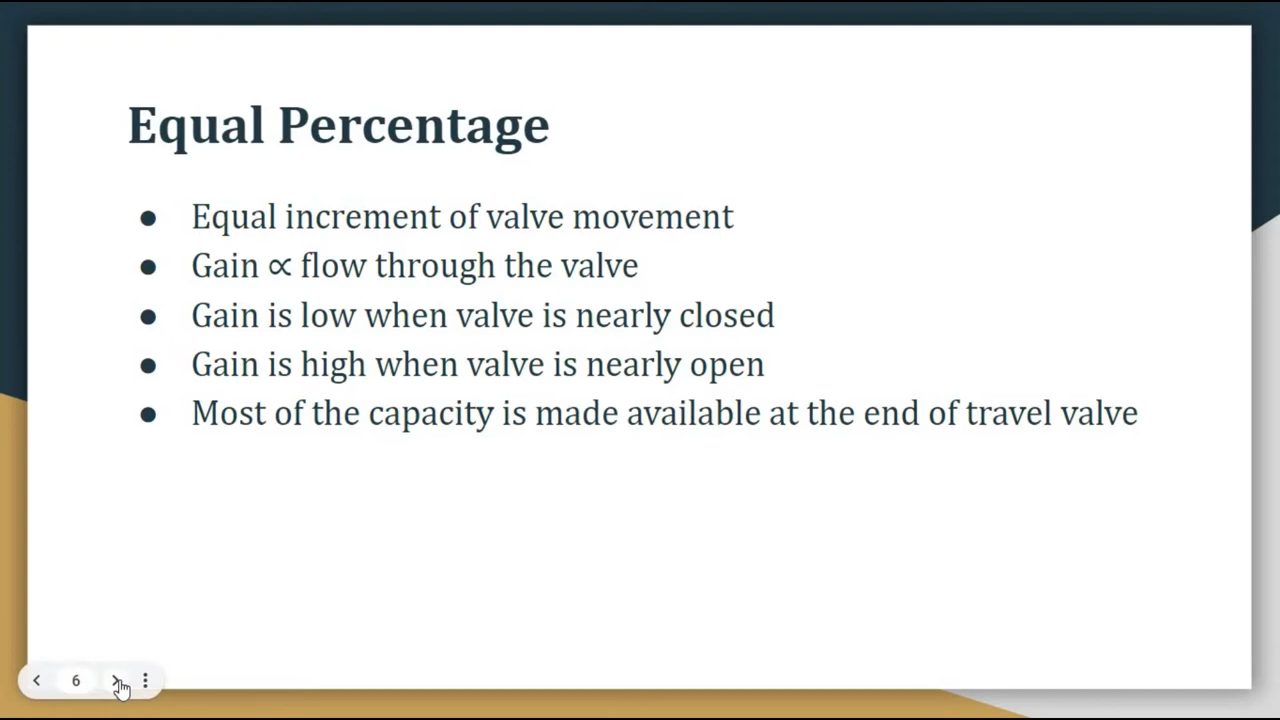 Equal Percentage
● Equal increment of valve movement
● Gain ∝ flow through the valve
● Gain is low when valve is nearly closed
● Gain is high when valve is nearly open
● Most of the capacity is made available at the end of travel valve
6